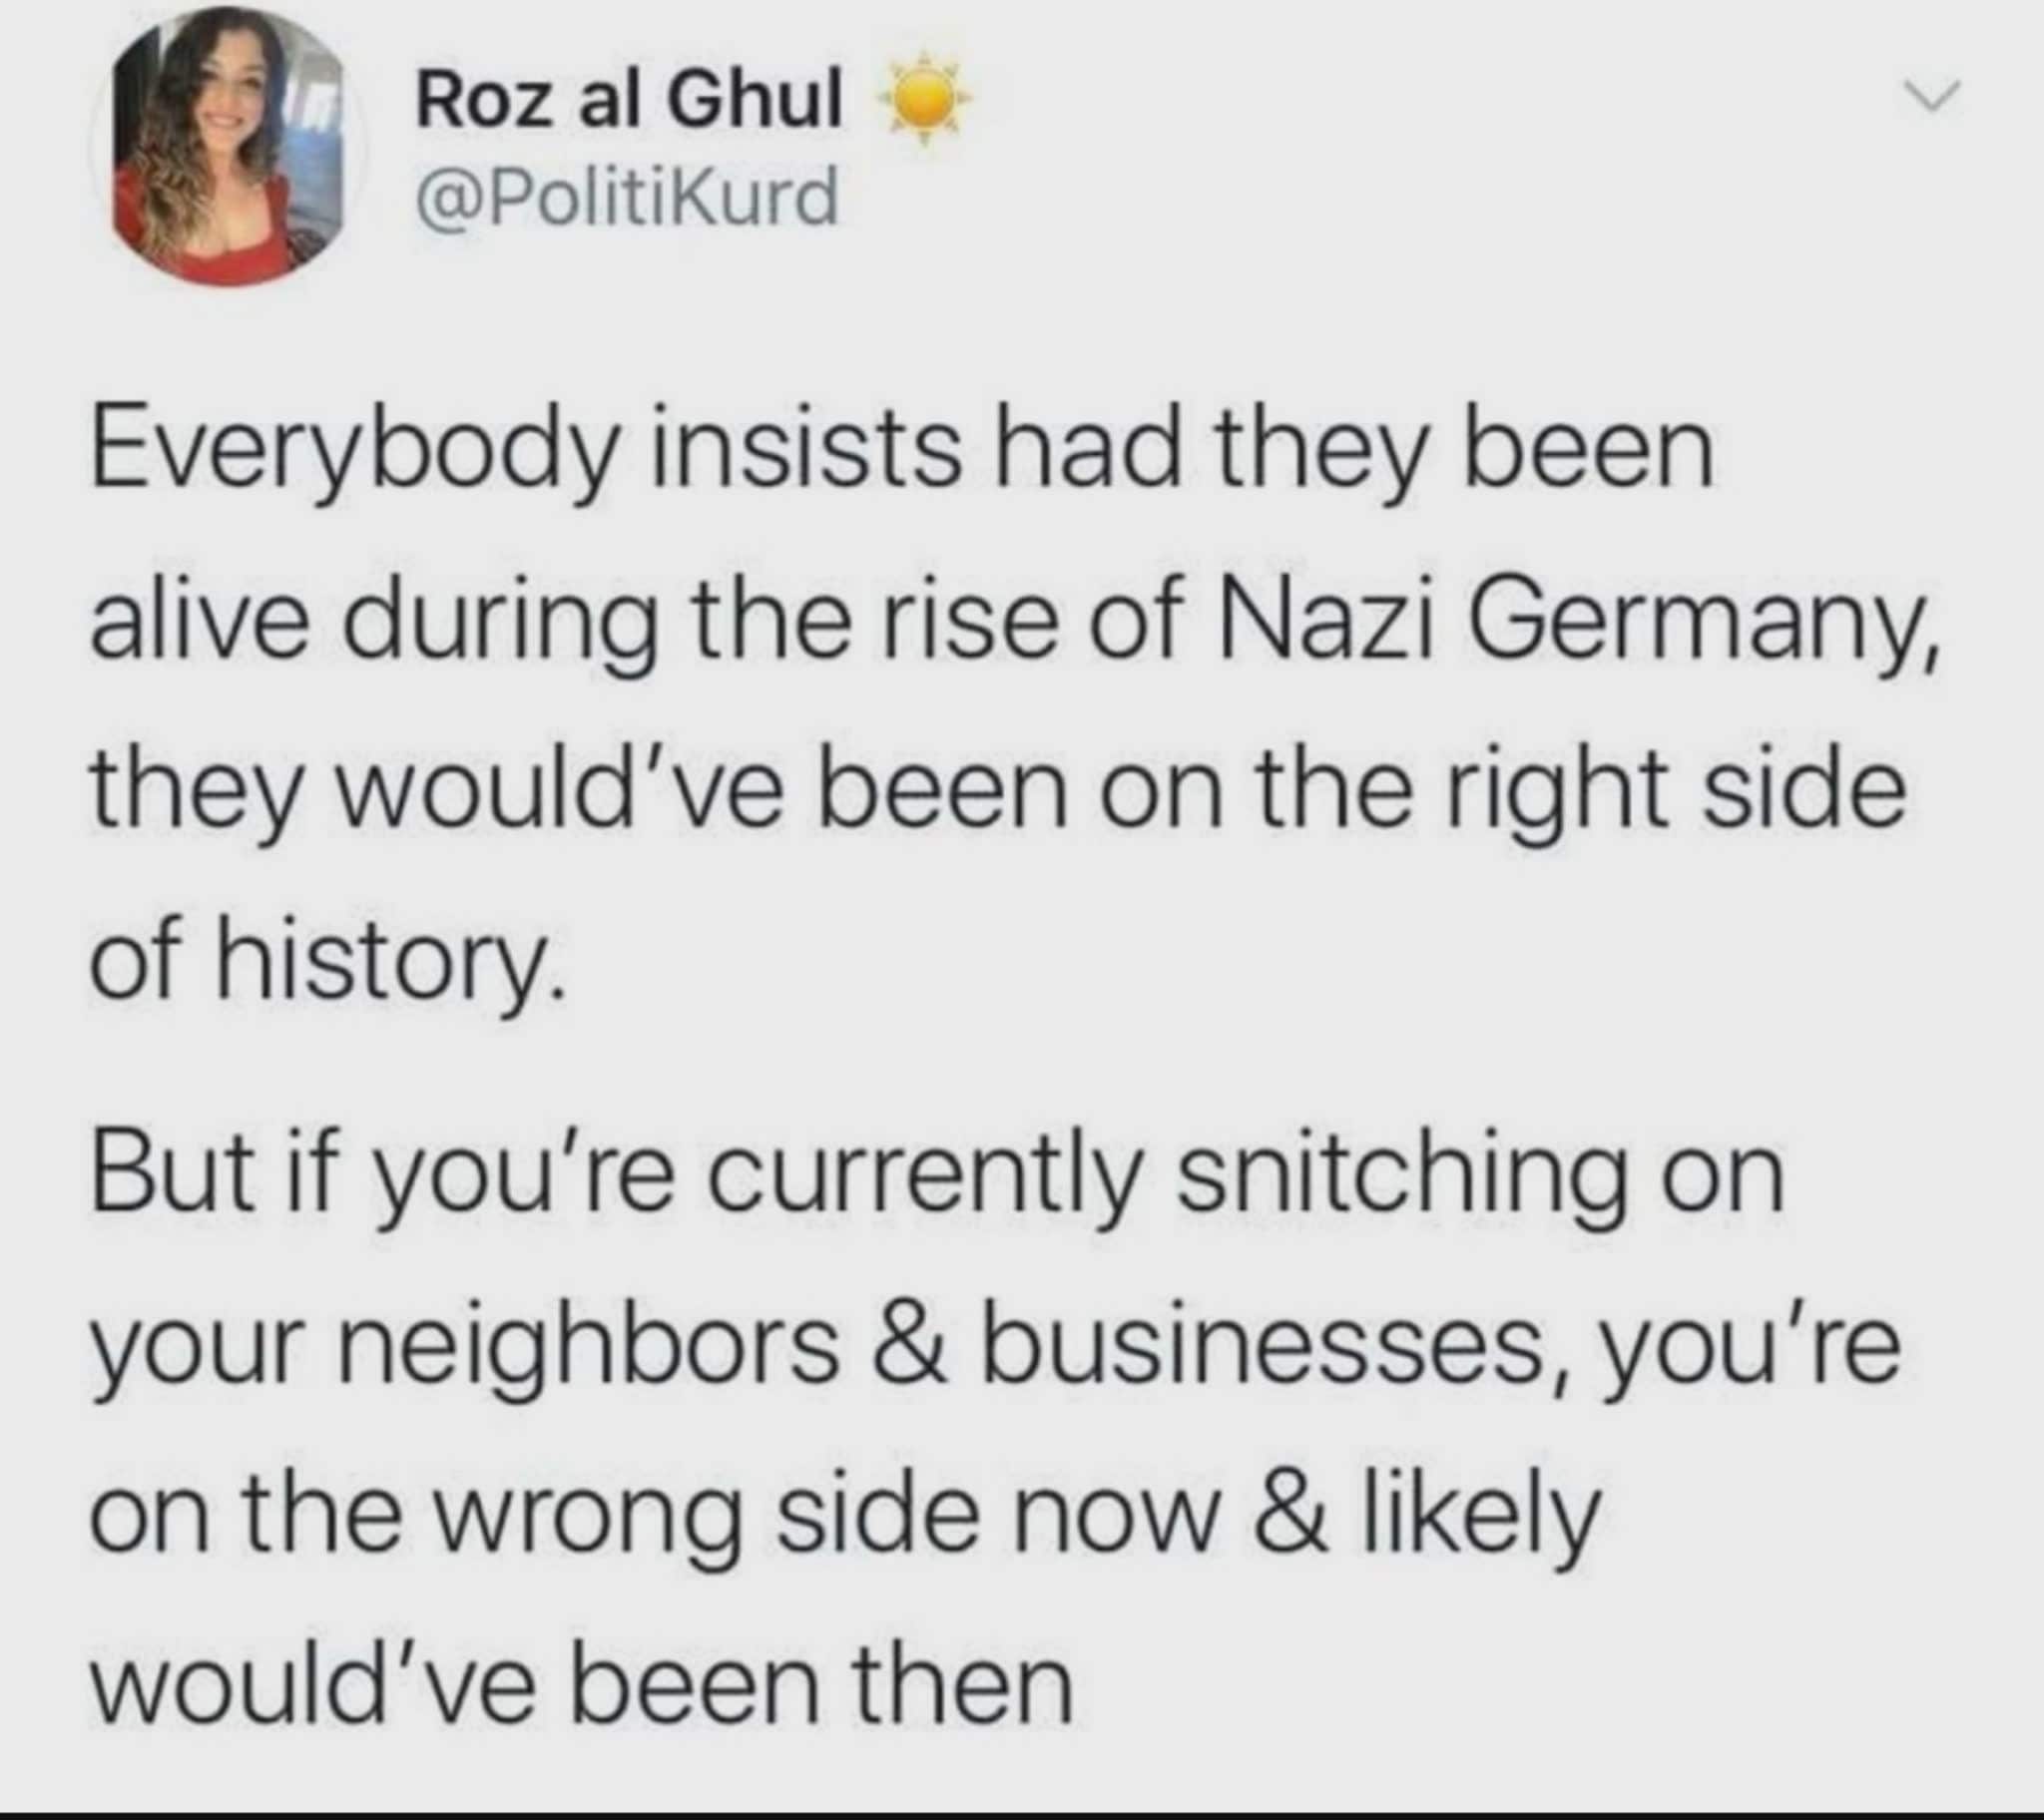 Roz al Ghul
@PolitiKurd
Everybody insists had they been
alive during the rise of Nazi Germany,
they would've been on the right side
of history.
But if you're currently snitching on
your neighbors & businesses, you're
on the wrong side now & likely
would've been then